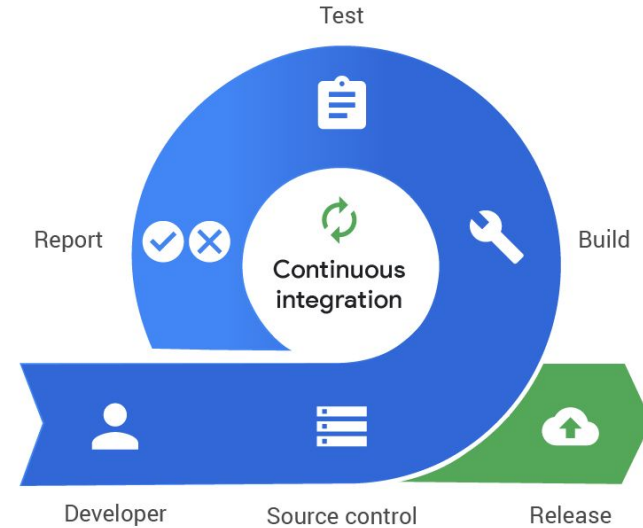 Test
Report
Build
Continuous
integration
Developer
Source control
Release